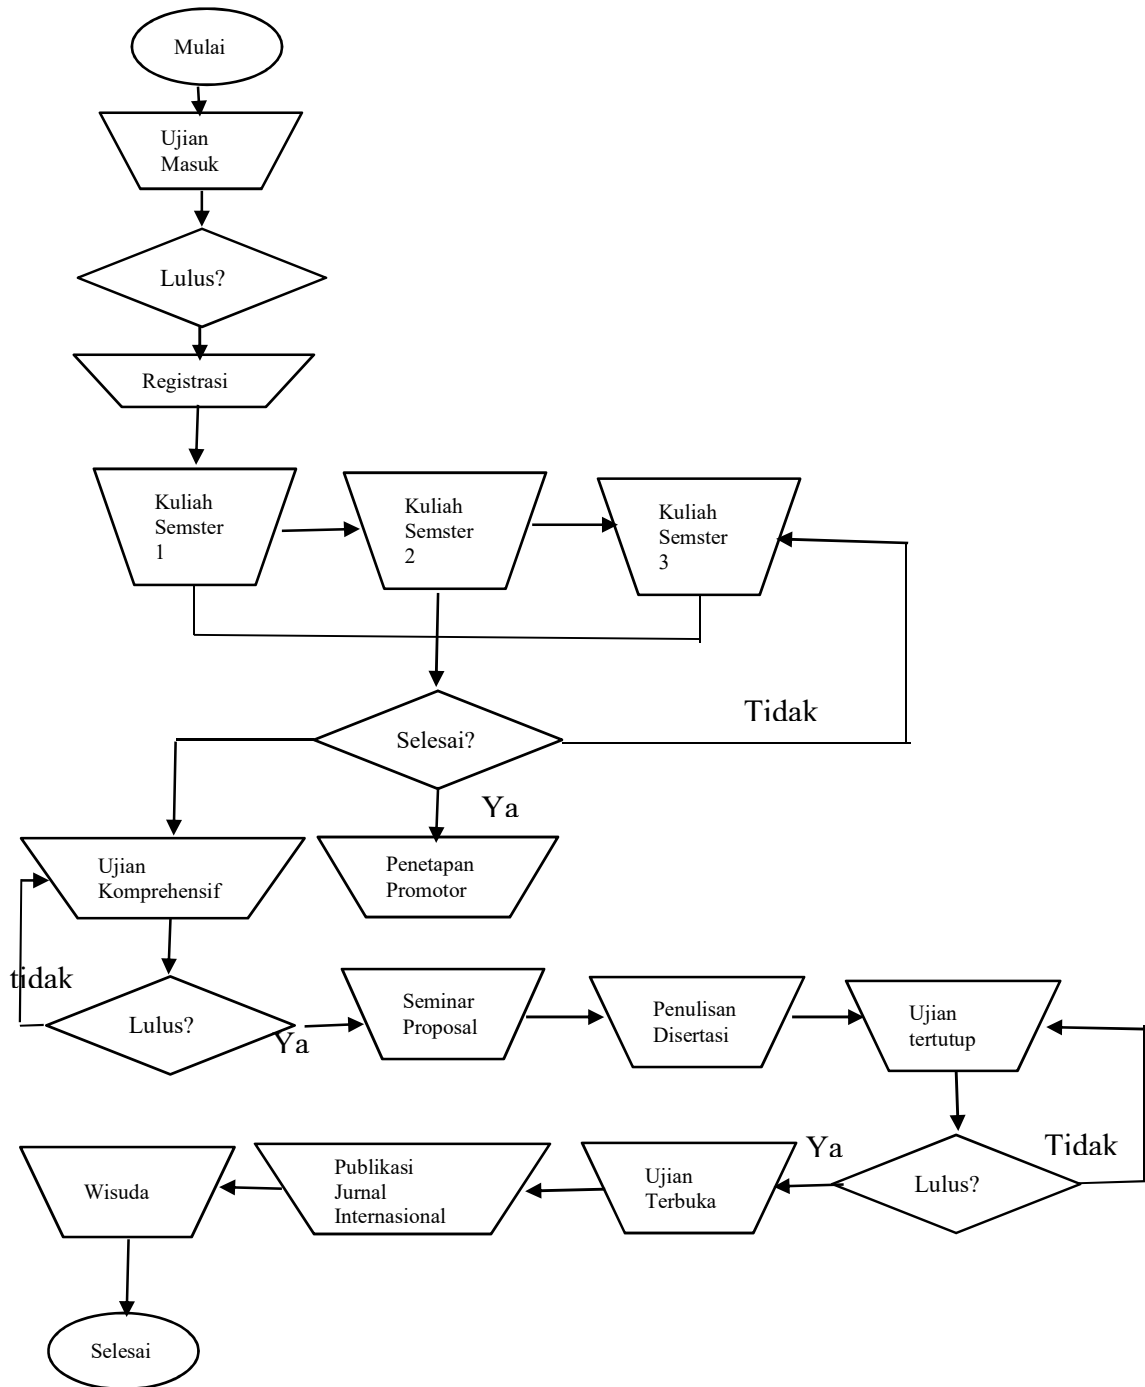 Mulai
Ujian
Masuk
Lulus?
Registrasi
Kuliah
Semster
1
Kuliah
Semster
2
Kuliah
Semster
3
Selesai?
Tidak
Ya
Ujian
Komprehensif
Penetapan
Promotor
tidak
Lulus?
Ya
Seminar
Proposal
Penulisan
Disertasi
Ujian
tertutup
Lulus?
Tidak
Ya
Ujian
Terbuka
Publikasi
Jurnal
Internasional
Wisuda
Selesai